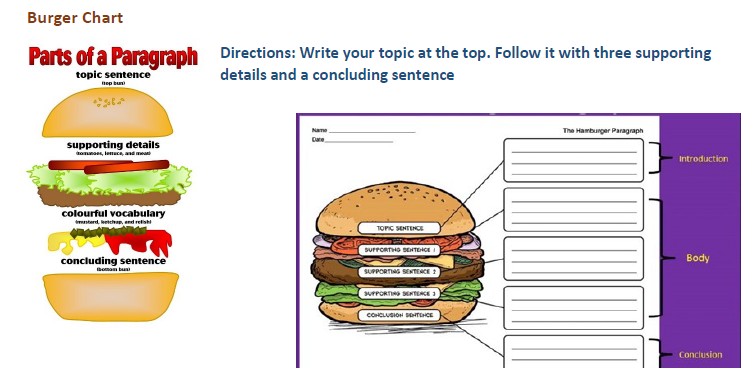 Burger Chart
Parts of a Paragraph
topic sentence
(top bun)
supporting details
(tomatoes, lettuce, and meat)
colourful vocabulary
(mustard, ketchup, and relish)
concluding sentence
(bottom bun)
Directions: Write your topic at the top. Follow it with three supporting
details and a concluding sentence
Name
Date
The Hamburger Paragraph
TOPIC SENTENCE
SUPPORTING SENTENCE 1
SUPPORTING SENTENCE 2
SUPPORTING SENTENCE 3
CONCLUSION SENTENCE
Introduction
Body
Conclusion